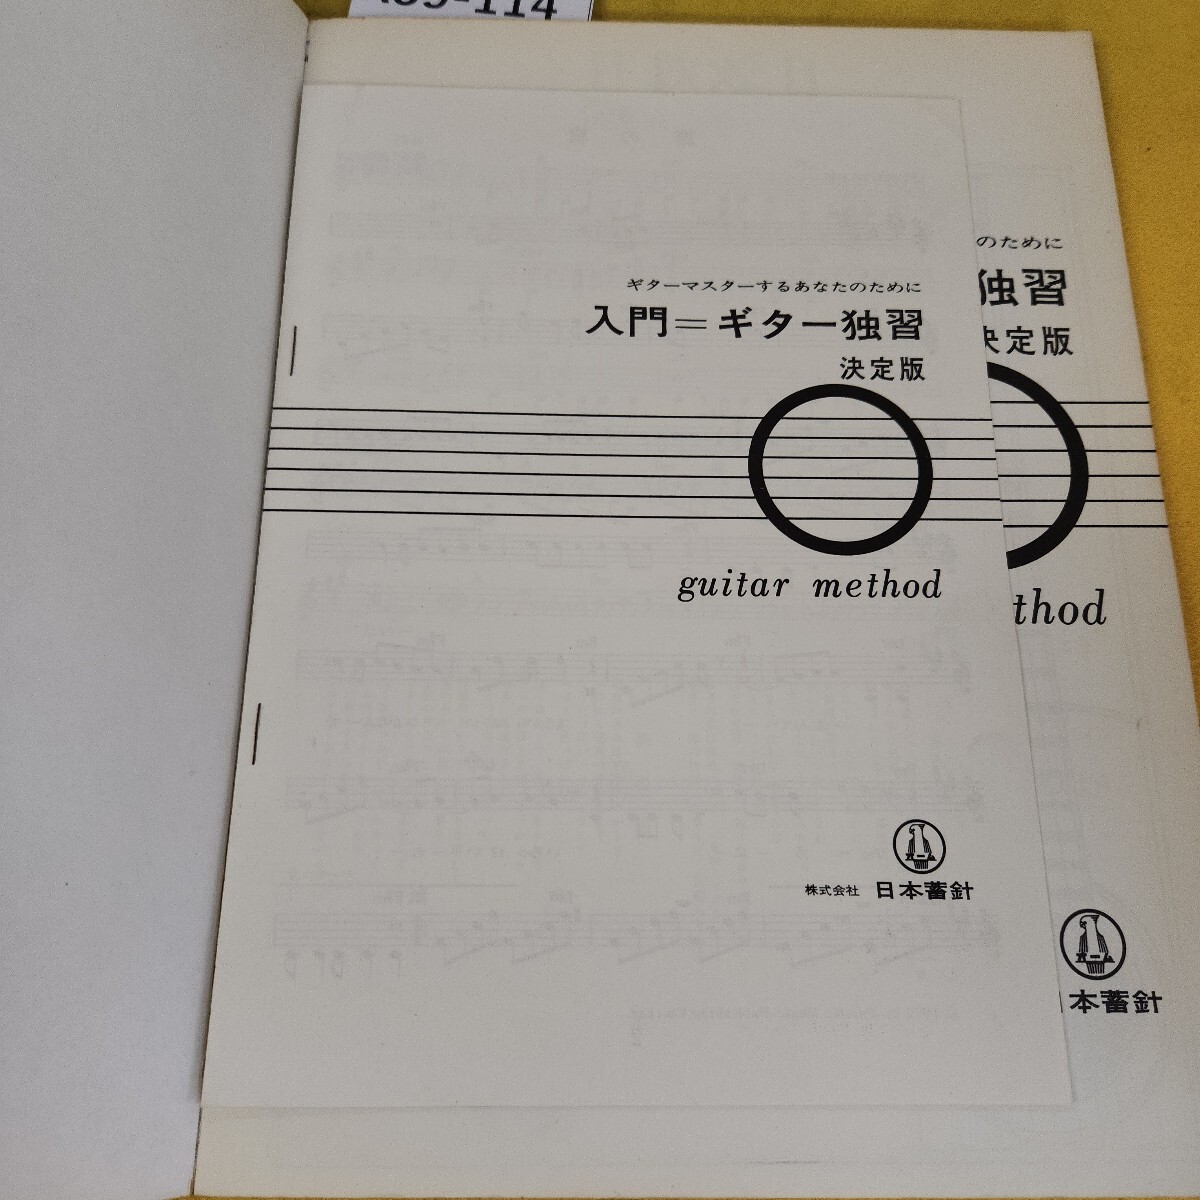 ギターマスターするあなたのために
入門＝ギター独習
決定版
guitar method
株式会社 日本蓄針
のために
独習
決定版
thod
本蓄針